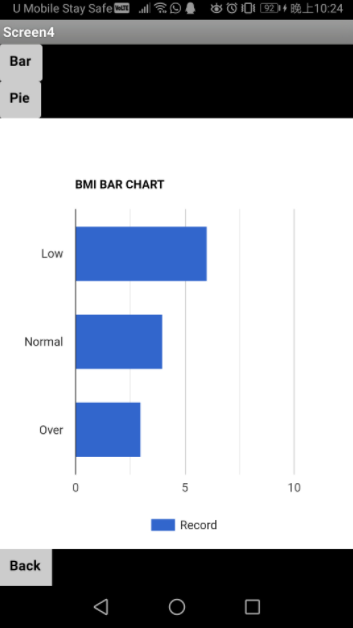 U Mobile Stay Safe VoLTE 92 晚上10:24
Screen4
Bar
Pie
BMI BAR CHART
Low
Normal
Over
0 5 10
Record
Back